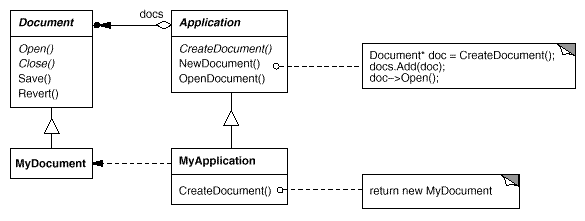 docs
Document
Open()
Close()
Save()
Revert()
Application
CreateDocument()
NewDocument()
OpenDocument()
Document* doc = CreateDocument();
docs.Add(doc);
doc->Open();
MyDocument
MyApplication
CreateDocument()
return new MyDocument